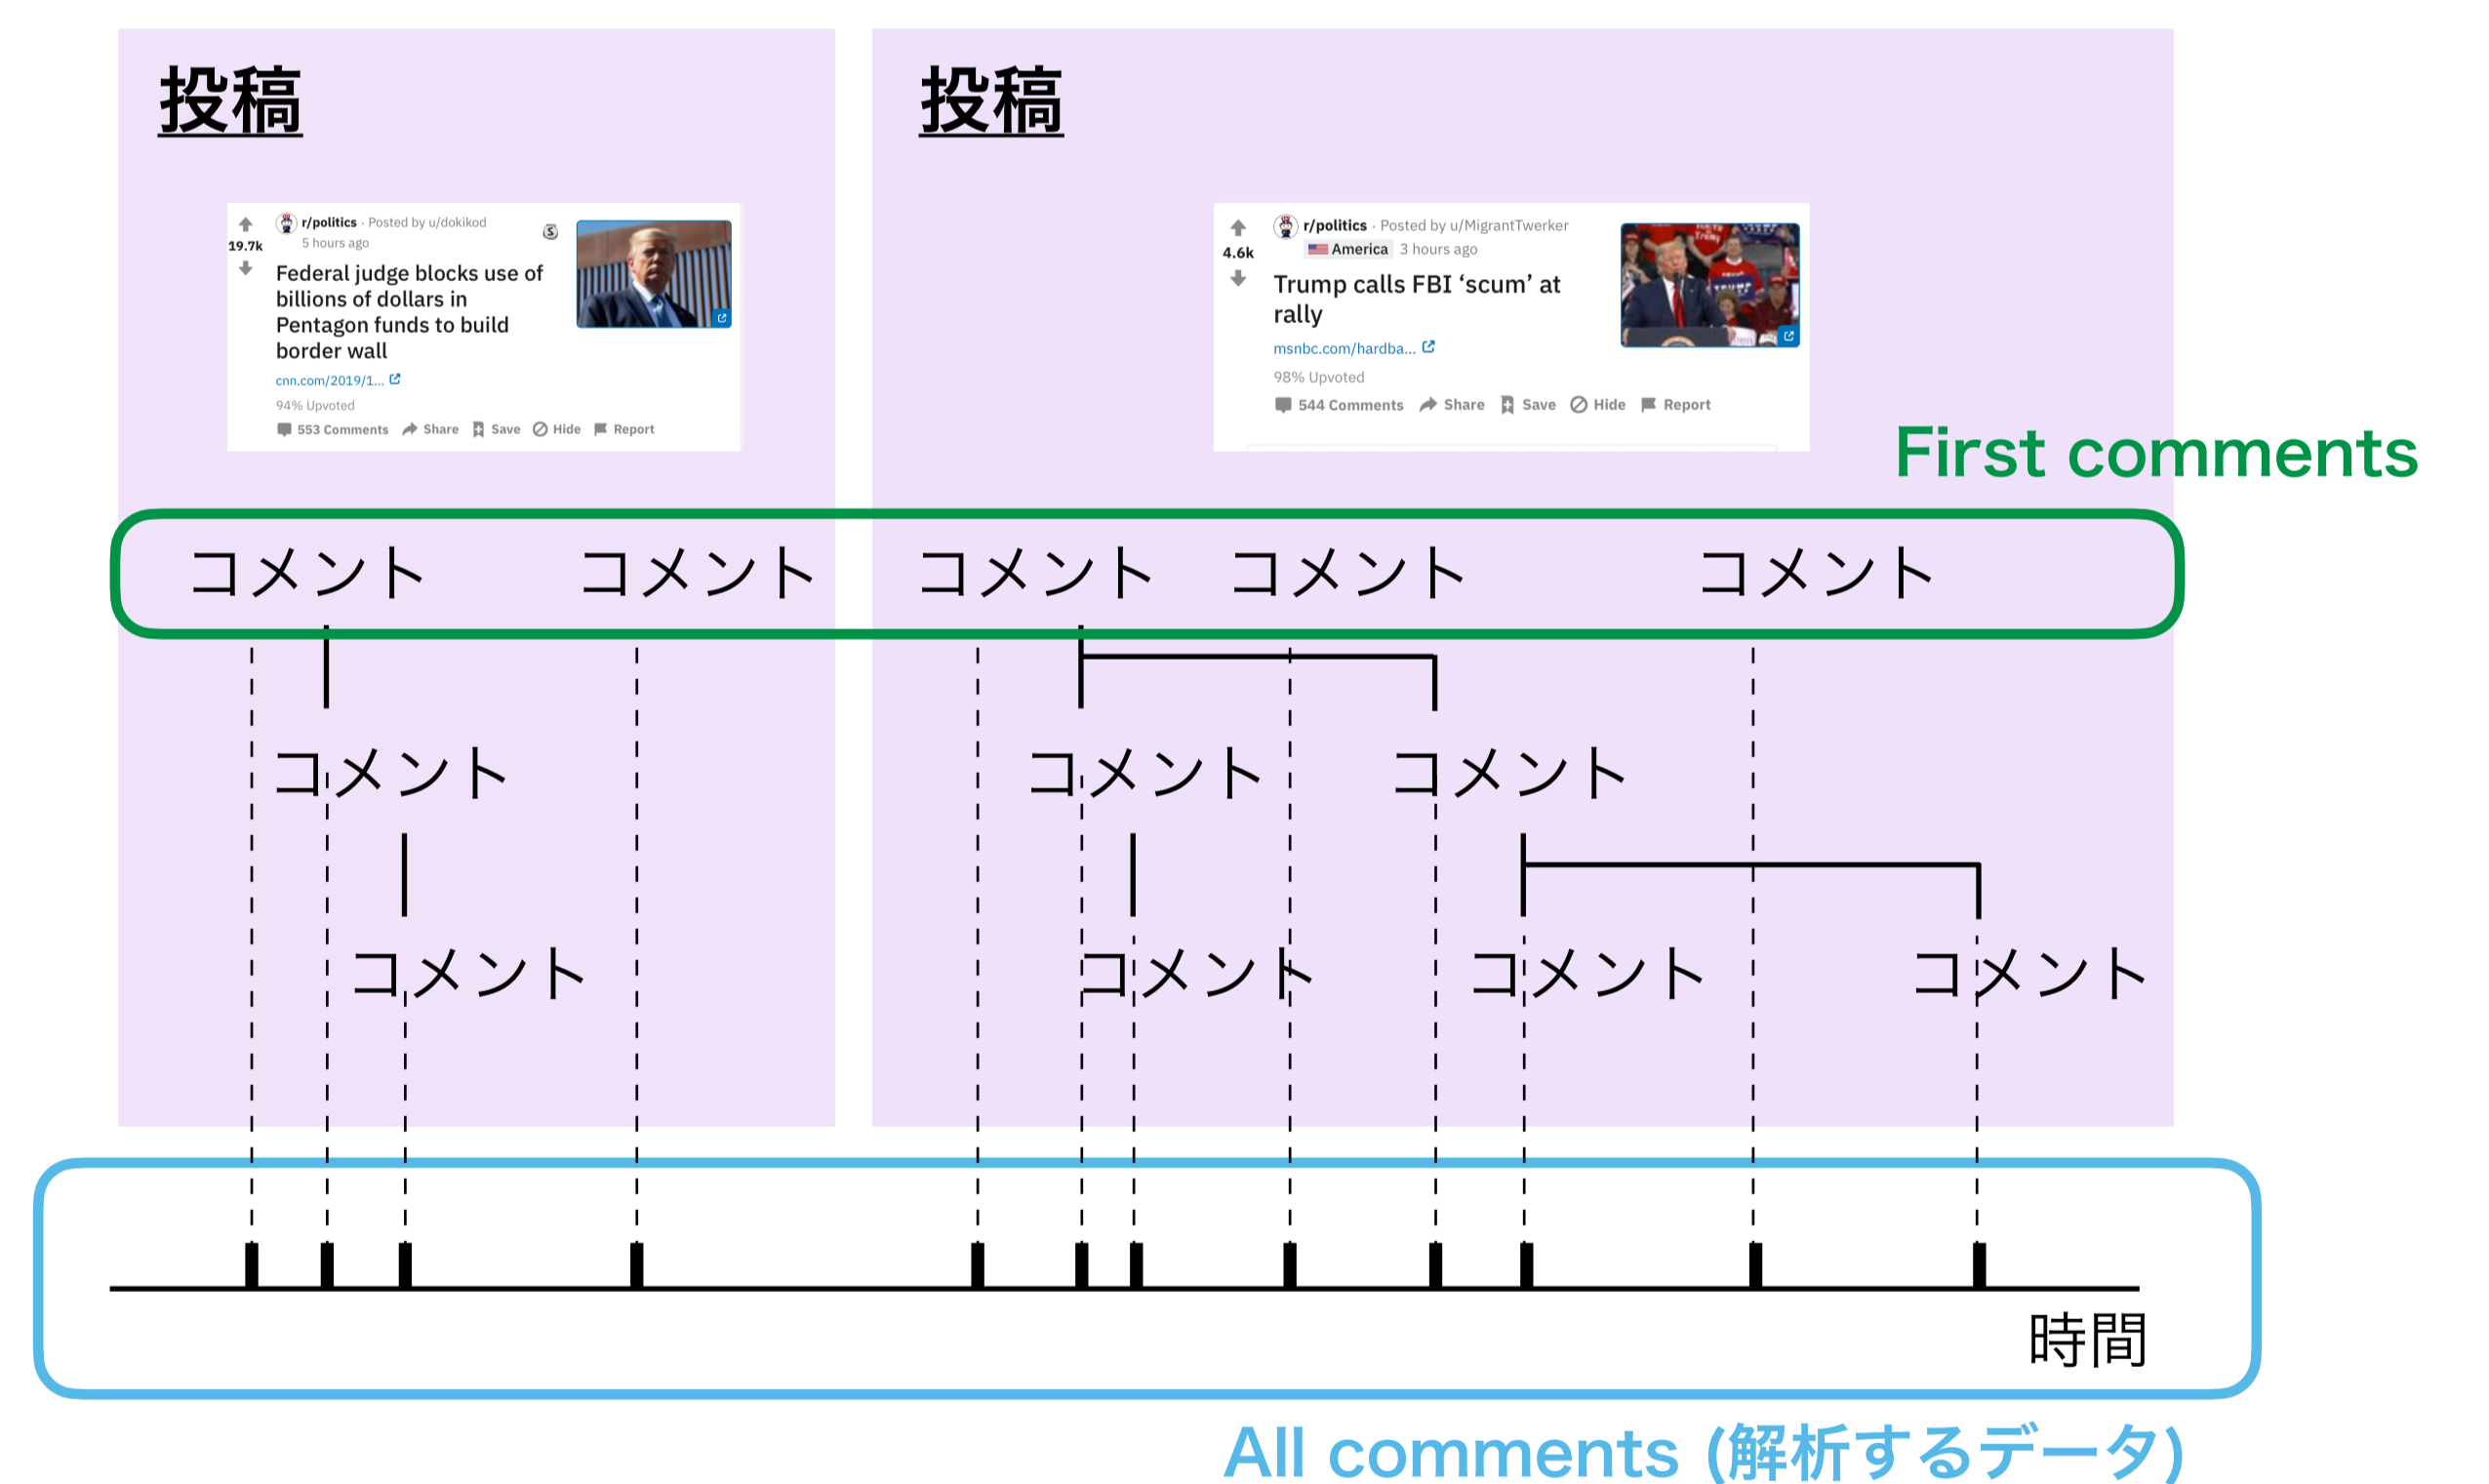 投稿
r/politics · Posted by u/dokikod
5 hours ago
19.7k
Federal judge blocks use of
billions of dollars in
Pentagon funds to build
border wall
cnn.com/2019/1...
94% Upvoted
553 Comments Share Save Hide Report
投稿
r/politics · Posted by u/MigrantTwerker
America 3 hours ago
4.6k
Trump calls FBI ‘scum’ at
rally
msnbc.com/hardba...
98% Upvoted
544 Comments Share Save Hide Report
First comments
コメント コメント コメント コメント コメント
コメント コメント コメント
コメント コメント コメント コメント
時間
All comments (解析するデータ)